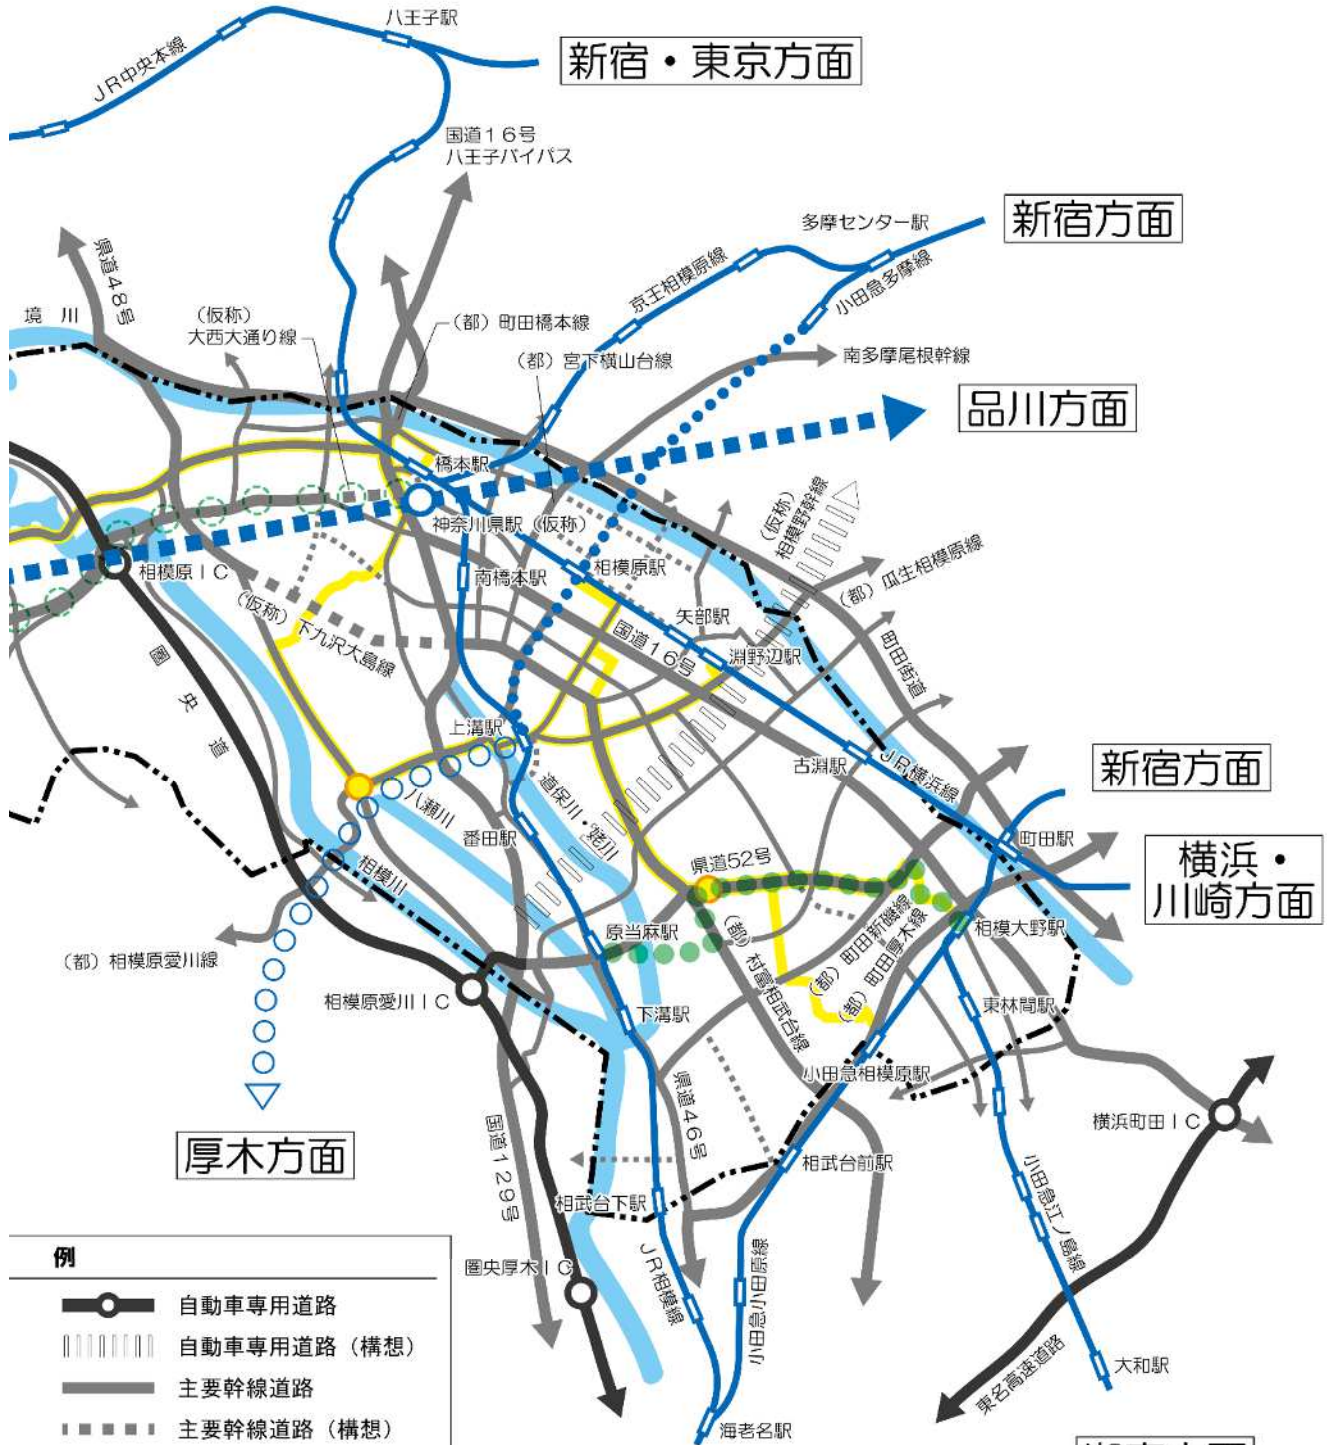 八王子駅
新宿・東京方面
JR中央本線
国道16号
八王子バイパス
新宿方面
多摩センター駅
県道48号
京王相模原線
小田急多摩線
境川
(仮称)
大西大通り線
(都)町田橋本線
(都)宮下横山台線
南多摩尾根幹線
品川方面
橋本駅
神奈川県駅(仮称)
(仮称)
相模野幹線
相模原IC
南橋本駅
相模原駅
(都)瓜生相模原線
(仮称)下九沢大島線
矢部駅
国道16号
淵野辺駅
町田街道
圏央道
上溝駅
古淵駅
JR横浜線
新宿方面
八瀬川
道保川・姥川
番田駅
町田駅
横浜・
川崎方面
県道52号
相模川
原当麻駅
相模大野駅
(都)町田新磯線
(都)町田厚木線
(都)村富相武台線
(都)相模原愛川線
相模原愛川IC
下溝駅
東林間駅
小田急相模原駅
県道46号
横浜町田IC
国道129号
厚木方面
相武台前駅
相武台下駅
小田急江ノ島線
圏央厚木IC
JR相模線
小田急小田原線
東名高速道路
大和駅
海老名駅
例
自動車専用道路
自動車専用道路(構想)
主要幹線道路
主要幹線道路(構想)